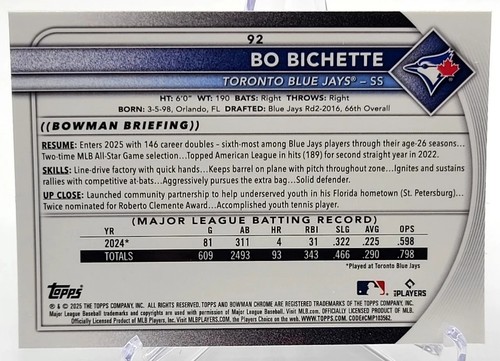 92
BO BICHETTE
TORONTO BLUE JAYS® – SS
HT: 6'0" WT: 190 BATS: Right THROWS: Right
BORN: 3-5-98, Orlando, FL DRAFTED: Blue Jays Rd2-2016, 66th Overall
((BOWMAN BRIEFING))
RESUME: Enters 2025 with 146 career doubles – sixth-most among Blue Jays players through their age-26 seasons...
Two-time MLB All-Star Game selection...Topped American League in hits (189) for second straight year in 2022.
SKILLS: Line-drive factory with quick hands...Keeps barrel on plane with pitch throughout zone...Ignites and sustains
rallies with competitive at-bats...Aggressively pursues the extra bag...Solid defender.
UP CLOSE: Launched community partnership to help underserved youth in his Florida hometown (St. Petersburg)...
Twice nominated for Roberto Clemente Award...Accomplished youth tennis player.
(MAJOR LEAGUE BATTING RECORD)
YR G AB HR RBI SLG AVG OPS
2024* 81 311 4 31 .322 .225 .598
TOTALS 609 2493 93 343 .466 .290 .798
*Played at Toronto Blue Jays
Topps
MLB PLAYERS
® & © 2025 THE TOPPS COMPANY, INC. ALL RIGHTS RESERVED. TOPPS AND BOWMAN CHROME ARE REGISTERED TRADEMARKS OF THE TOPPS COMPANY, INC.
Major League Baseball trademarks and copyrights are used with permission of Major League Baseball. Visit MLB.com. OFFICIALLY LICENSED PRODUCT OF MLB.
Officially Licensed Product of MLB Players, Inc. Visit MLBPLAYERS.com, the Players Choice on the web. WWW.TOPPS.COM. CODE#CMP103562.